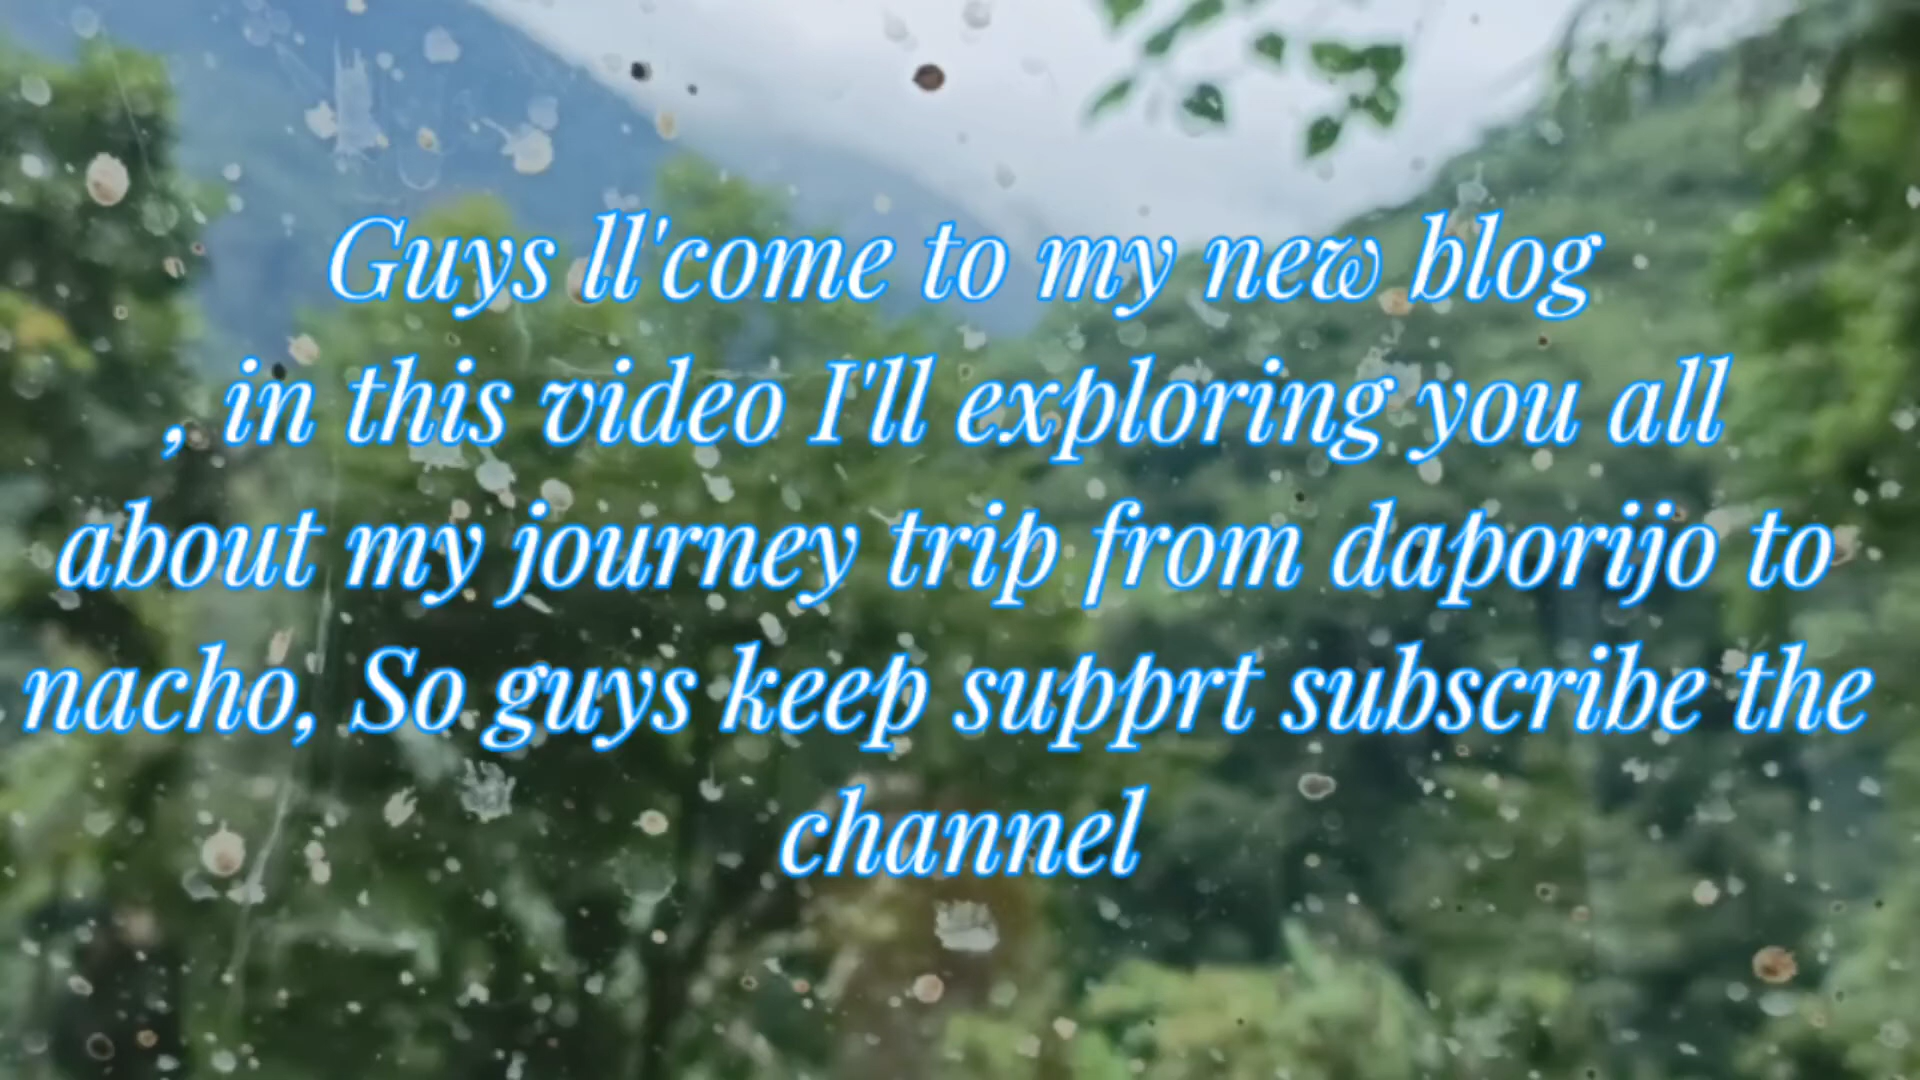 Guys ll'come to my new blog
, in this video I'll exploring you all
about my journey trip from daporijo to
nacho, So guys keep supprt subscribe the
channel